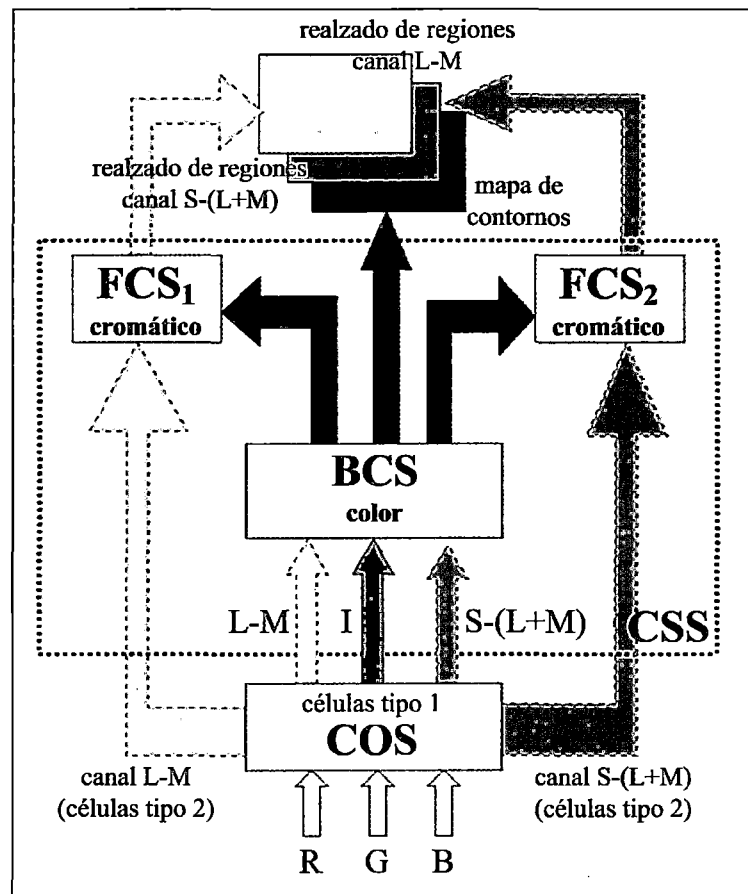 realzado de regiones
canal L-M
realzado de regiones
canal S-(L+M)
mapa de
contornos
FCS1
cromático
FCS2
cromático
BCS
color
L-M
I
S-(L+M)
CSS
células tipo 1
COS
canal L-M
(células tipo 2)
canal S-(L+M)
(células tipo 2)
R
G
B